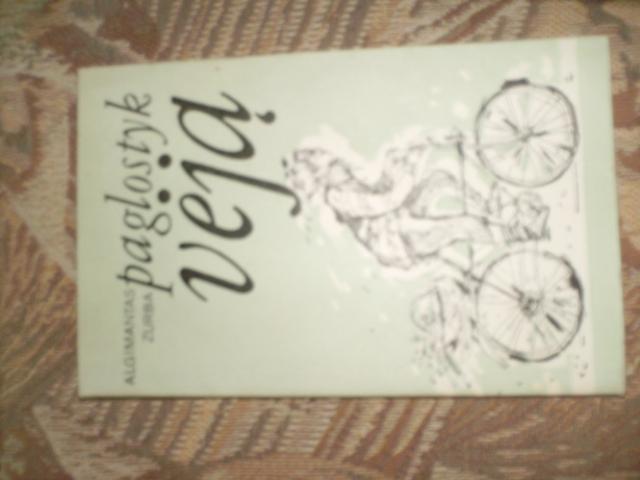 ALGIMANTAS
ZURBA
paglostyk
vėją